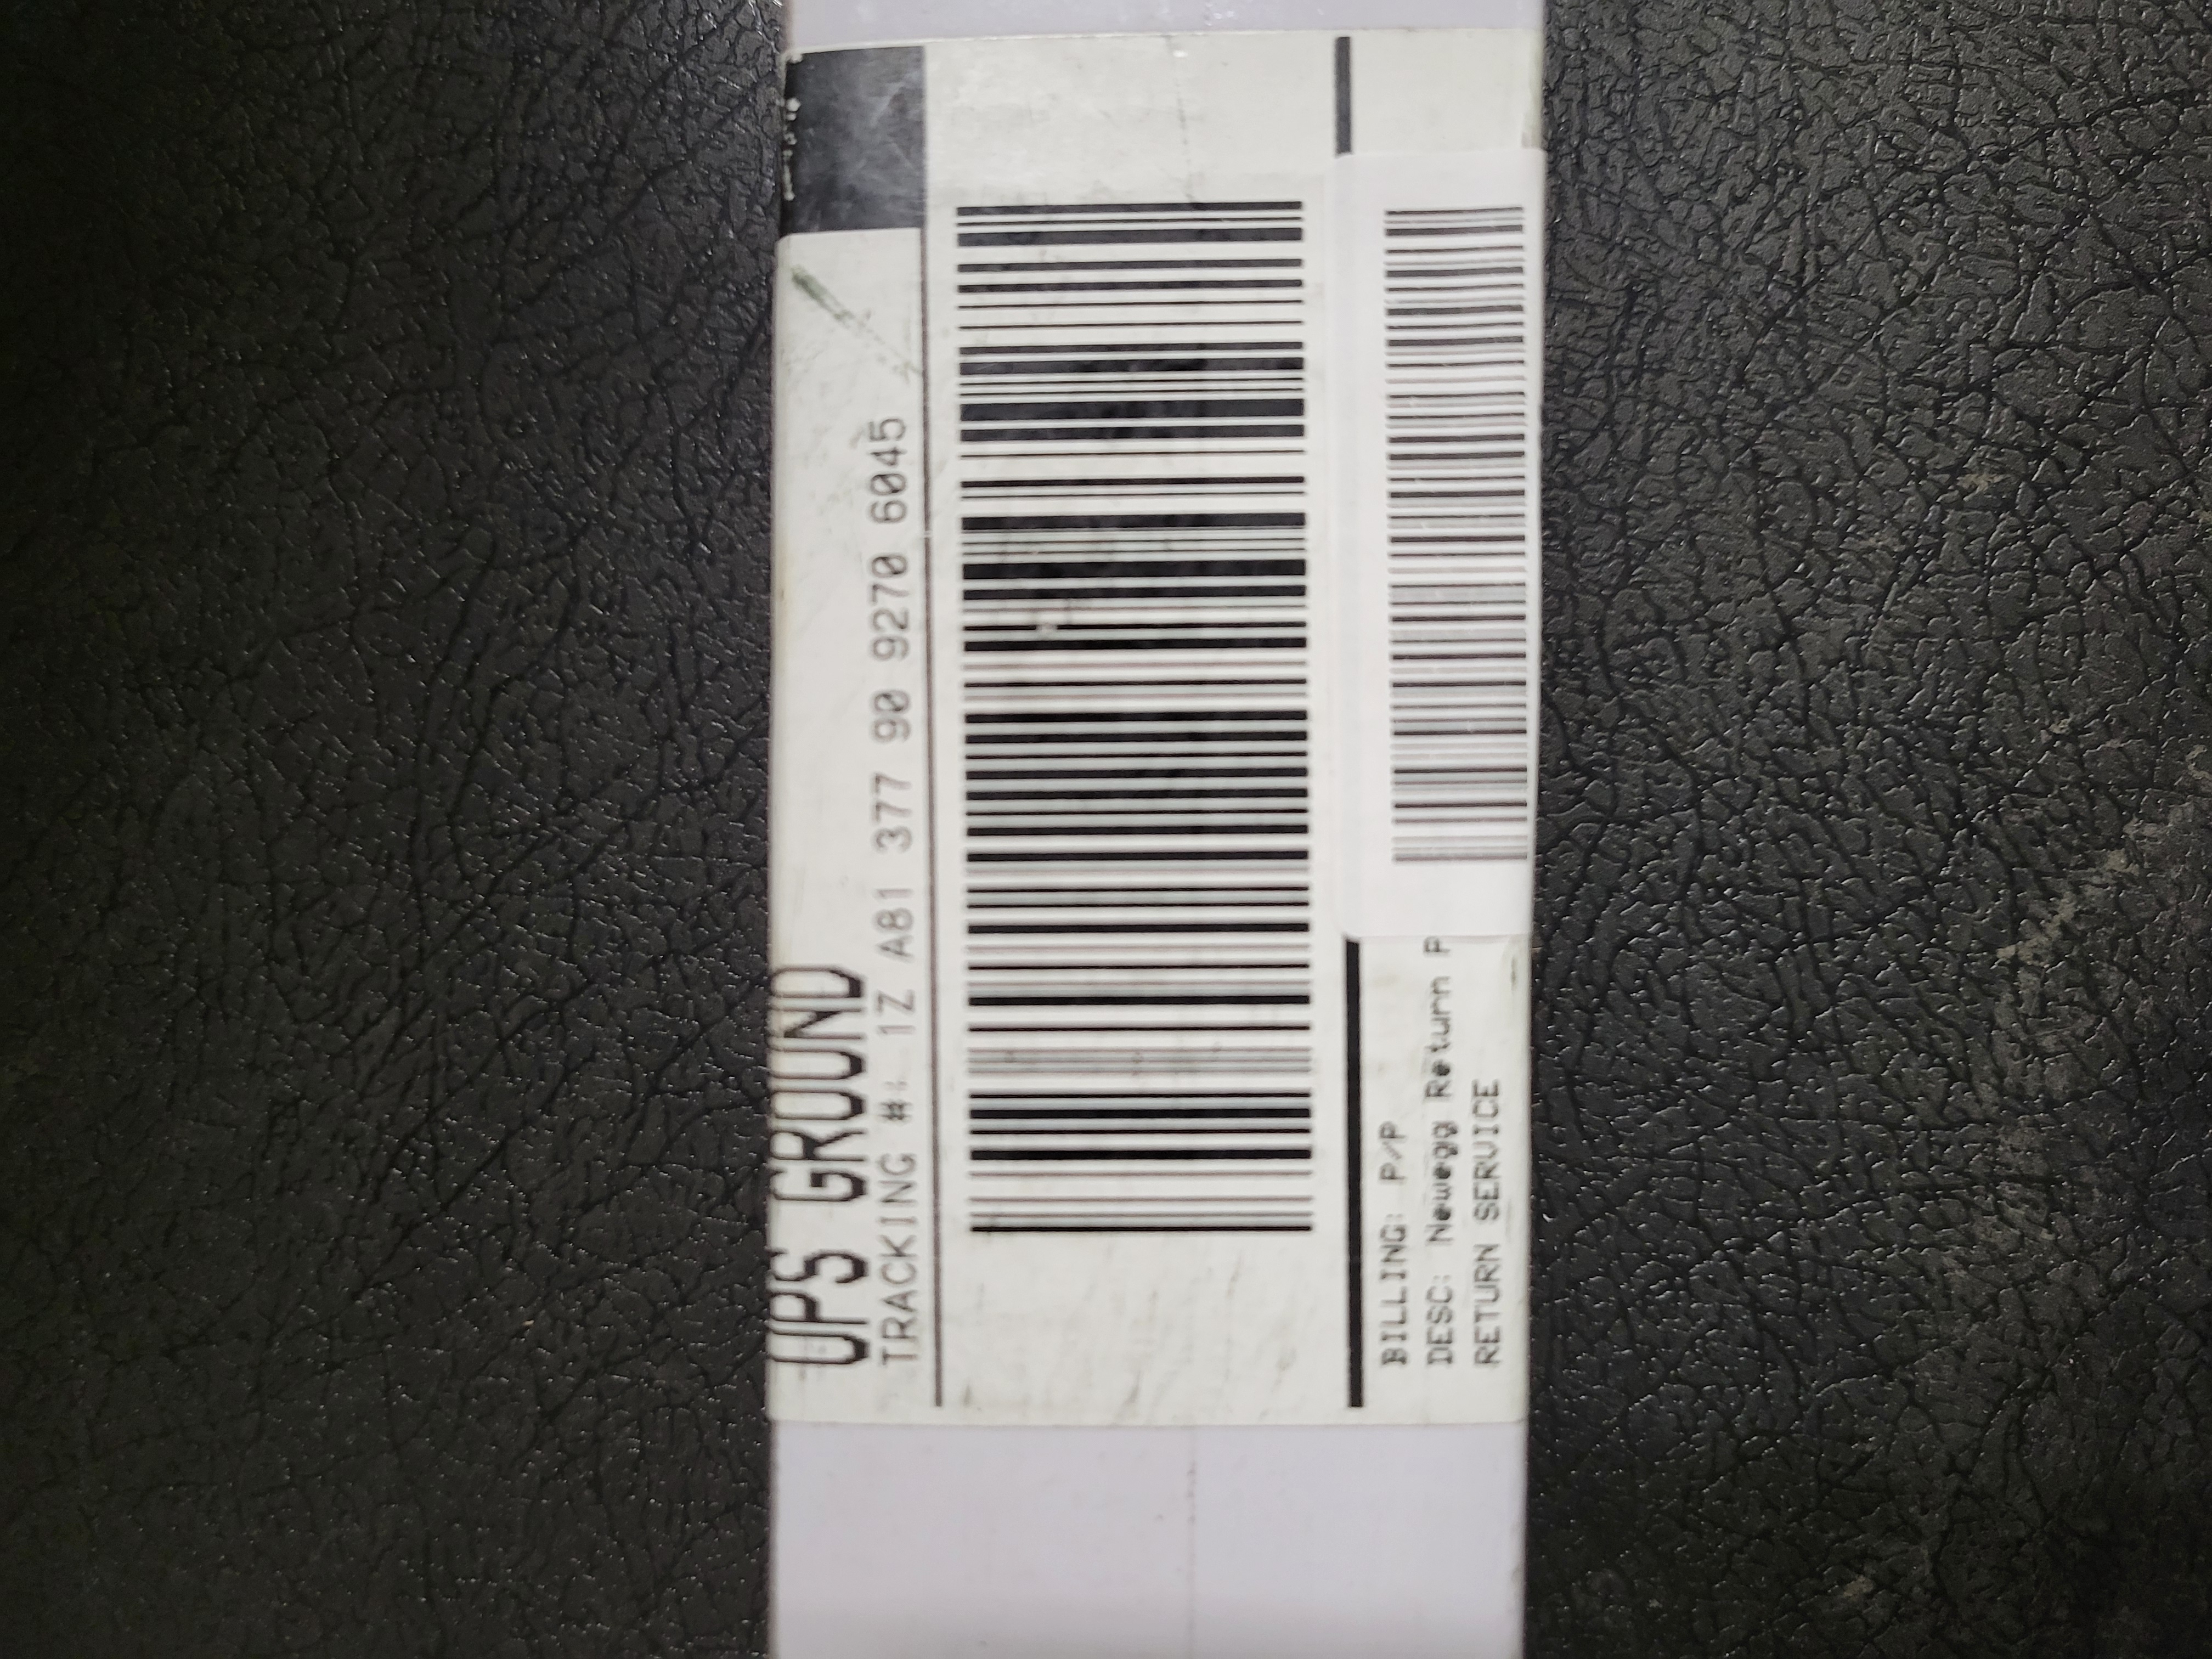 UPS GROUND
TRACKING #: 1Z A81 377 90 9270 6045
BILLING: P/P
DESC: Newegg Return P
RETURN SERVICE